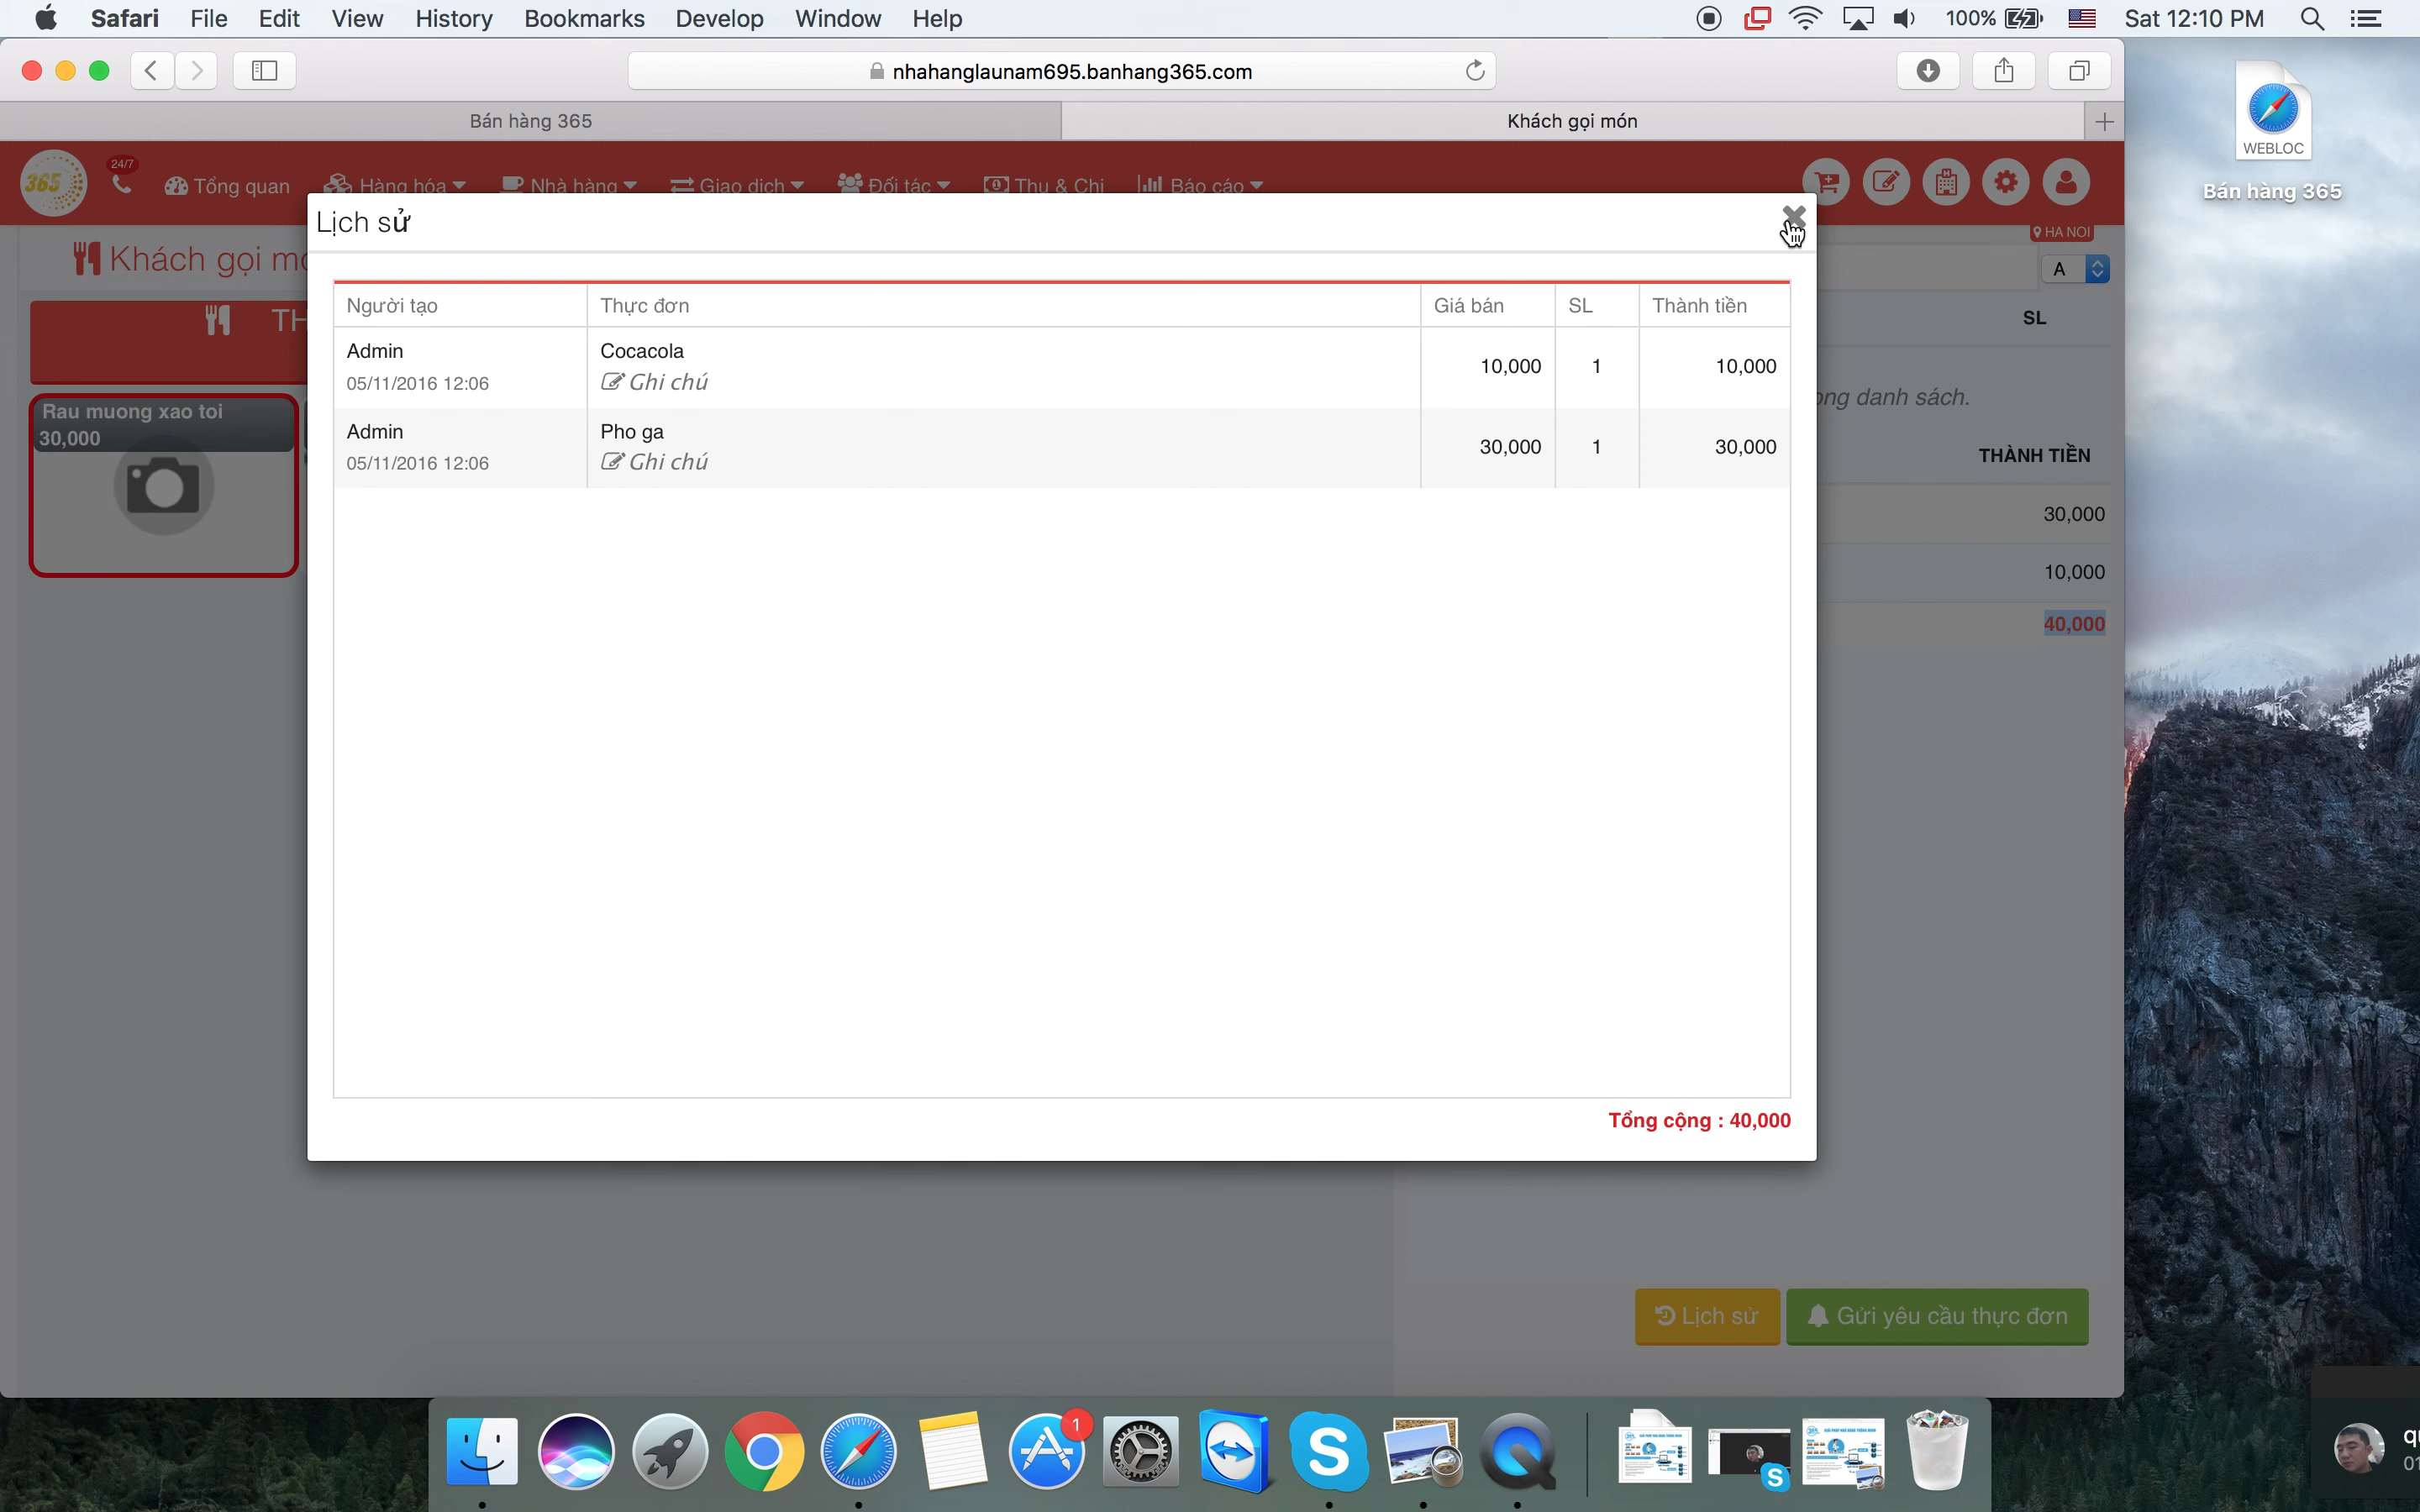 Safari File Edit View History Bookmarks Develop Window Help 100% Sat 12:10 PM
nhahanglaunam695.banhang365.com
Bán hàng 365 Khách gọi món
WEBLOC
Bán hàng 365
365 24/7 Tổng quan Hàng hóa Nhà hàng Giao dịch Đối tác Thu & Chi Báo cáo
HA NOI
Khách gọi mó
A
Lịch sử
TH
SL
Người tạo Thực đơn Giá bán SL Thành tiền
Admin Cocacola 10,000 1 10,000
05/11/2016 12:06 Ghi chú
Admin Pho ga 30,000 1 30,000
05/11/2016 12:06 Ghi chú
Rau muong xao toi
30,000
ong danh sách.
THÀNH TIỀN
30,000
10,000
40,000
Tổng cộng : 40,000
Lịch sử Gửi yêu cầu thực đơn
1
S
S